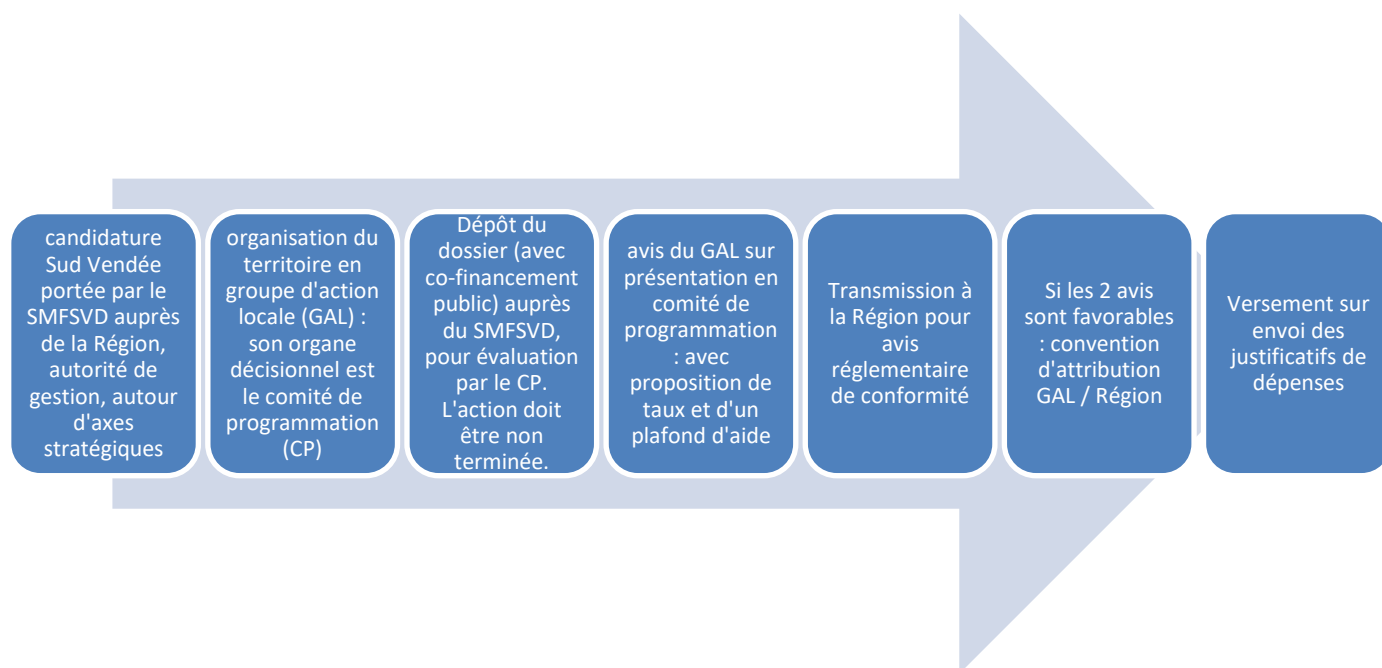 candidature
Sud Vendée
portée par le
SMFSVD auprès
de la Région,
autorité de
gestion, autour
d'axes
stratégiques
organisation du
territoire en
groupe d'action
locale (GAL) :
son organe
décisionnel est
le comité de
programmation
(CP)
Dépôt du
dossier (avec
co-financement
public) auprès
du SMFSVD,
pour évaluation
par le CP.
L'action doit
être non
terminée.
avis du GAL sur
présentation en
comité de
programmation
: avec
proposition de
taux et d'un
plafond d'aide
Transmission à
la Région pour
avis
réglementaire
de conformité
Si les 2 avis
sont favorables
: convention
d'attribution
GAL / Région
Versement sur
envoi des
justificatifs de
dépenses